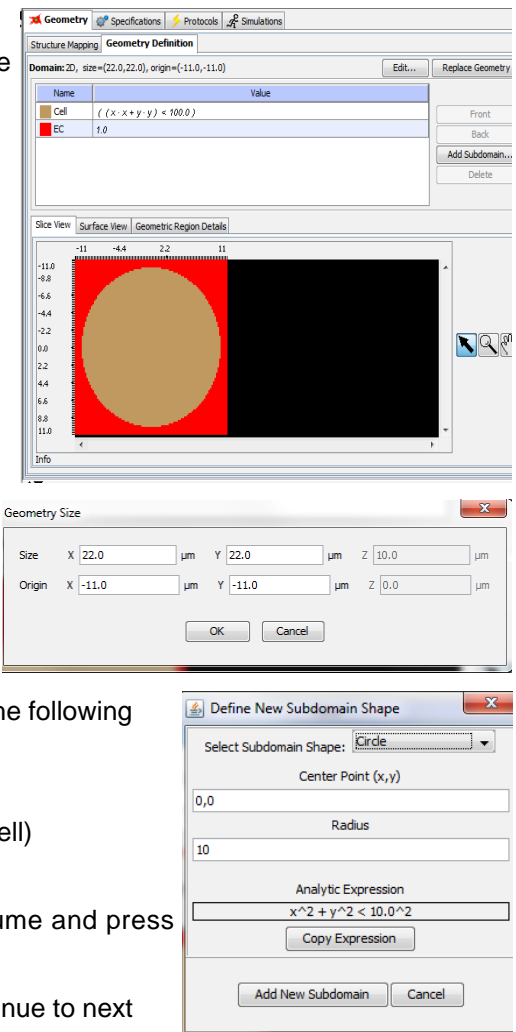 Geometry Specifications Protocols Simulations
Structure Mapping Geometry Definition
Domain: 2D, size=(22.0,22.0), origin=(-11.0,-11.0) Edit... Replace Geometry
Name Value
Cell ( (x · x + y · y) < 100.0 )
EC 1.0
Front
Back
Add Subdomain...
Delete
Slice View Surface View Geometric Region Details
-11 -4.4 2.2 11
-11.0
-8.8
-6.6
-4.4
-2.2
0.0
2.2
4.4
6.6
8.8
11.0
Info
Geometry Size
Size X 22.0 µm Y 22.0 µm Z 10.0 µm
Origin X -11.0 µm Y -11.0 µm Z 0.0 µm
OK Cancel
ne following
ell)
ume and press
nue to next
Define New Subdomain Shape
Select Subdomain Shape: Circle
Center Point (x,y)
0,0
Radius
10
Analytic Expression
x^2 + y^2 < 10.0^2
Copy Expression
Add New Subdomain Cancel